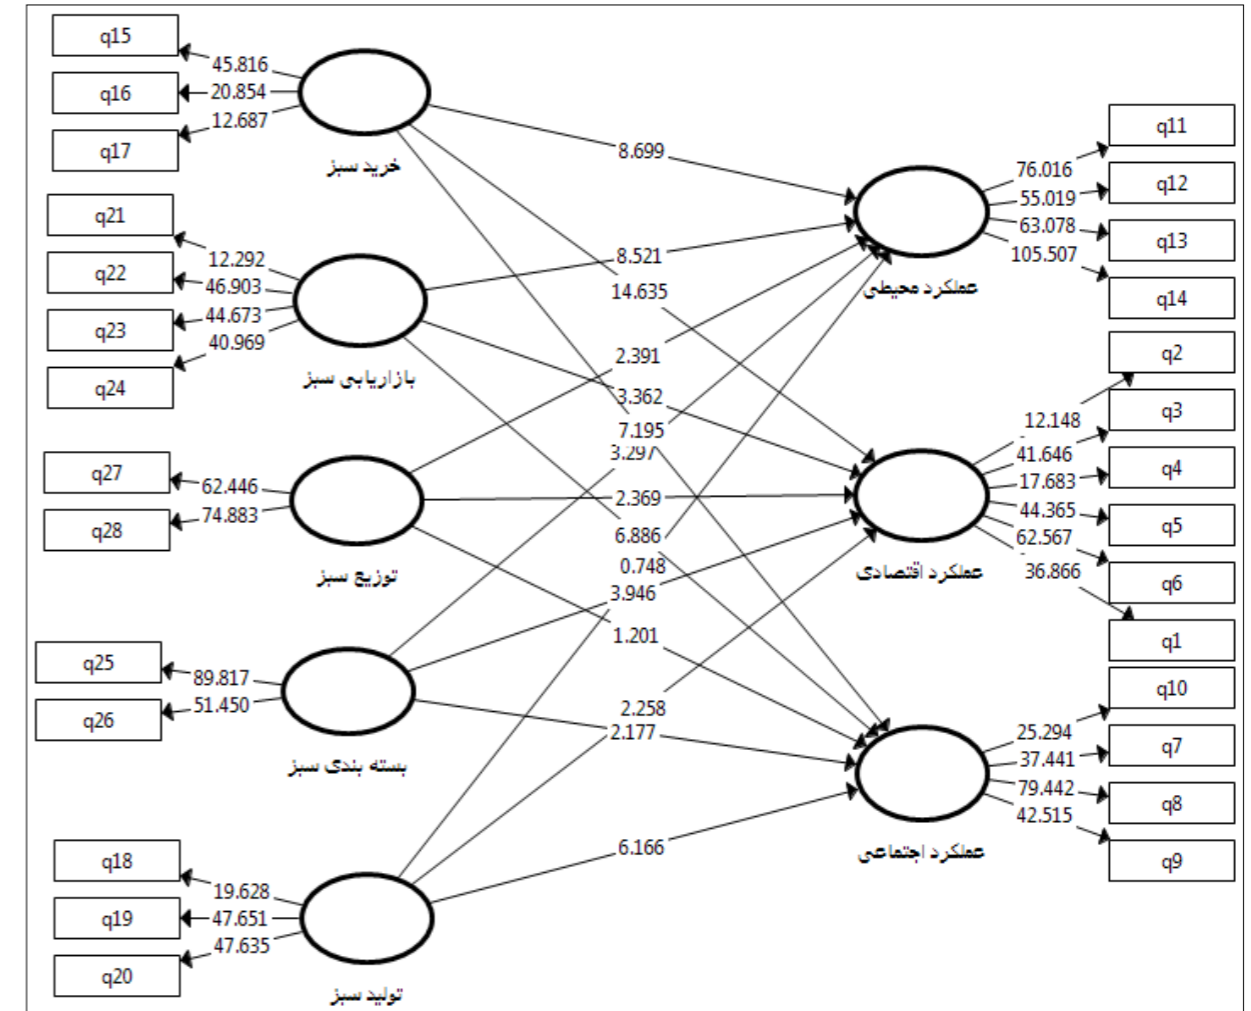 q15
q16
q17
45.816
20.854
12.687
خرید سبز
q21
q22
q23
q24
12.292
46.903
44.673
40.969
بازاریابی سبز
q27
q28
62.446
74.883
توزیع سبز
q25
q26
89.817
51.450
بسته بندی سبز
q18
q19
q20
19.628
47.651
47.635
تولید سبز
8.699
8.521
14.635
2.391
3.362
7.195
3.297
2.369
6.886
0.748
3.946
1.201
2.258
2.177
6.166
q11
q12
q13
q14
76.016
55.019
63.078
105.507
عملکرد محیطی
q2
q3
q4
q5
q6
q1
12.148
41.646
17.683
44.365
62.567
36.866
عملکرد اقتصادی
q10
q7
q8
q9
25.294
37.441
79.442
42.515
عملکرد اجتماعی